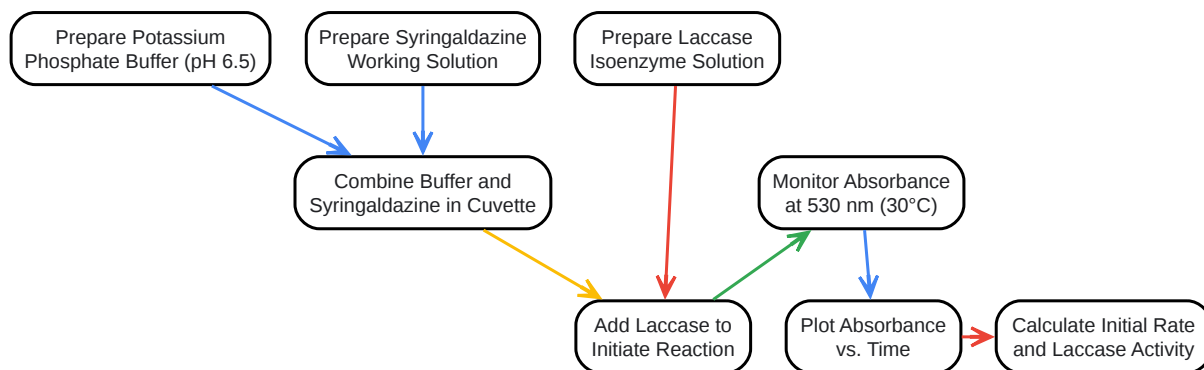 Prepare Potassium
Phosphate Buffer (pH 6.5)
Prepare Syringaldazine
Working Solution
Prepare Laccase
Isoenzyme Solution
Combine Buffer and
Syringaldazine in Cuvette
Monitor Absorbance
at 530 nm (30°C)
Add Laccase to
Initiate Reaction
Plot Absorbance
vs. Time
Calculate Initial Rate
and Laccase Activity